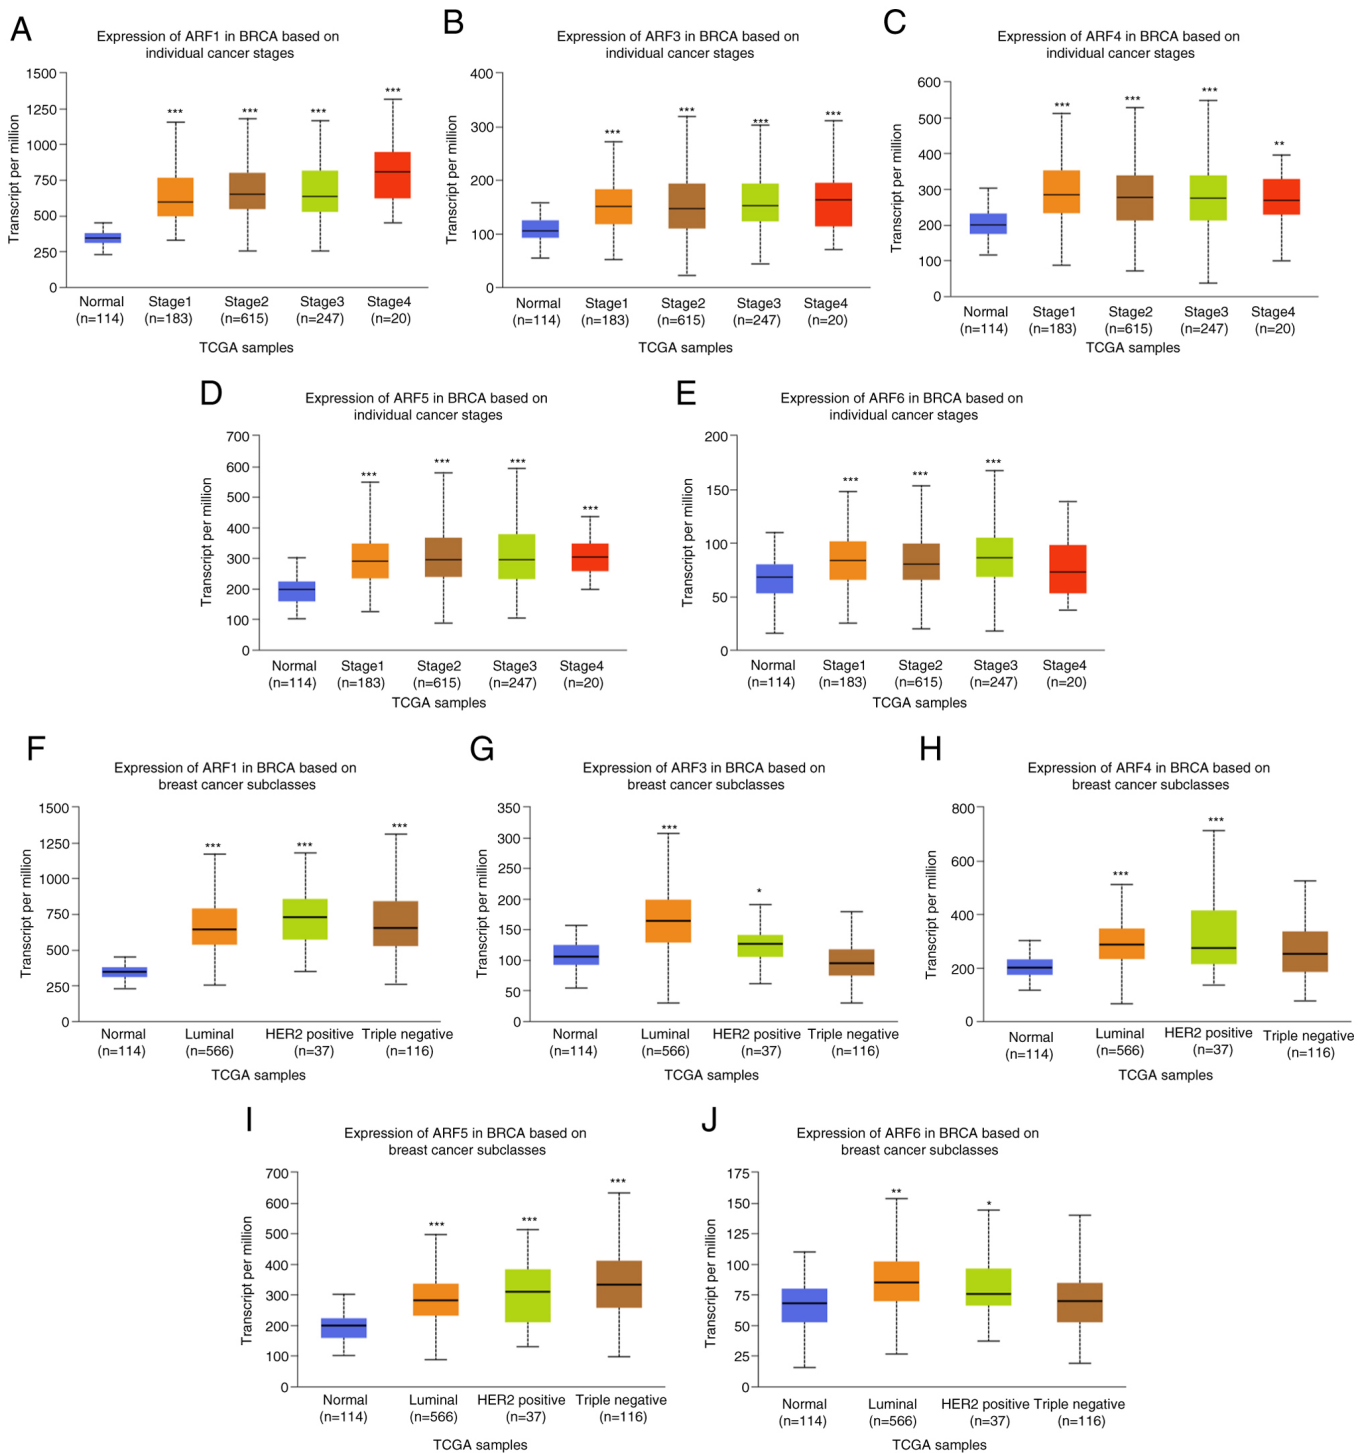 A
Expression of ARF1 in BRCA based on
individual cancer stages
Transcript per million
1500
1250
1000
750
500
250
0
***
***
***
***
Normal
(n=114)
Stage1
(n=183)
Stage2
(n=615)
Stage3
(n=247)
Stage4
(n=20)
TCGA samples
B
Expression of ARF3 in BRCA based on
individual cancer stages
Transcript per million
400
300
200
100
0
***
***
***
***
Normal
(n=114)
Stage1
(n=183)
Stage2
(n=615)
Stage3
(n=247)
Stage4
(n=20)
TCGA samples
C
Expression of ARF4 in BRCA based on
individual cancer stages
Transcript per million
600
500
400
300
200
100
0
***
***
***
**
Normal
(n=114)
Stage1
(n=183)
Stage2
(n=615)
Stage3
(n=247)
Stage4
(n=20)
TCGA samples
D
Expression of ARF5 in BRCA based on
individual cancer stages
Transcript per million
700
600
500
400
300
200
100
0
***
***
***
***
Normal
(n=114)
Stage1
(n=183)
Stage2
(n=615)
Stage3
(n=247)
Stage4
(n=20)
TCGA samples
E
Expression of ARF6 in BRCA based on
individual cancer stages
Transcript per million
200
150
100
50
0
***
***
***
Normal
(n=114)
Stage1
(n=183)
Stage2
(n=615)
Stage3
(n=247)
Stage4
(n=20)
TCGA samples
F
Expression of ARF1 in BRCA based on
breast cancer subclasses
Transcript per million
1500
1250
1000
750
500
250
0
***
***
***
Normal
(n=114)
Luminal
(n=566)
HER2 positive
(n=37)
Triple negative
(n=116)
TCGA samples
G
Expression of ARF3 in BRCA based on
breast cancer subclasses
Transcript per million
350
300
250
200
150
100
50
0
***
*
Normal
(n=114)
Luminal
(n=566)
HER2 positive
(n=37)
Triple negative
(n=116)
TCGA samples
H
Expression of ARF4 in BRCA based on
breast cancer subclasses
Transcript per million
800
600
400
200
0
***
***
Normal
(n=114)
Luminal
(n=566)
HER2 positive
(n=37)
Triple negative
(n=116)
TCGA samples
I
Expression of ARF5 in BRCA based on
breast cancer subclasses
Transcript per million
700
600
500
400
300
200
100
0
***
***
***
Normal
(n=114)
Luminal
(n=566)
HER2 positive
(n=37)
Triple negative
(n=116)
TCGA samples
J
Expression of ARF6 in BRCA based on
breast cancer subclasses
Transcript per million
175
150
125
100
75
50
25
0
**
*
Normal
(n=114)
Luminal
(n=566)
HER2 positive
(n=37)
Triple negative
(n=116)
TCGA samples